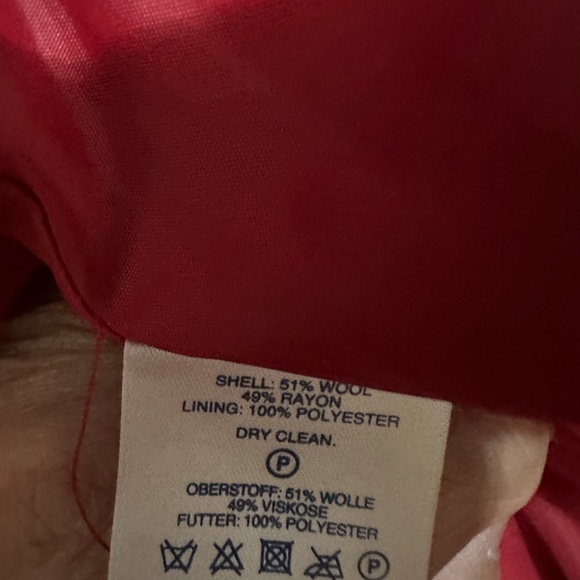 SHELL: 51% WOOL
49% RAYON
LINING: 100% POLYESTER
DRY CLEAN.
P
OBERSTOFF: 51% WOLLE
49% VISKOSE
FUTTER: 100% POLYESTER
P